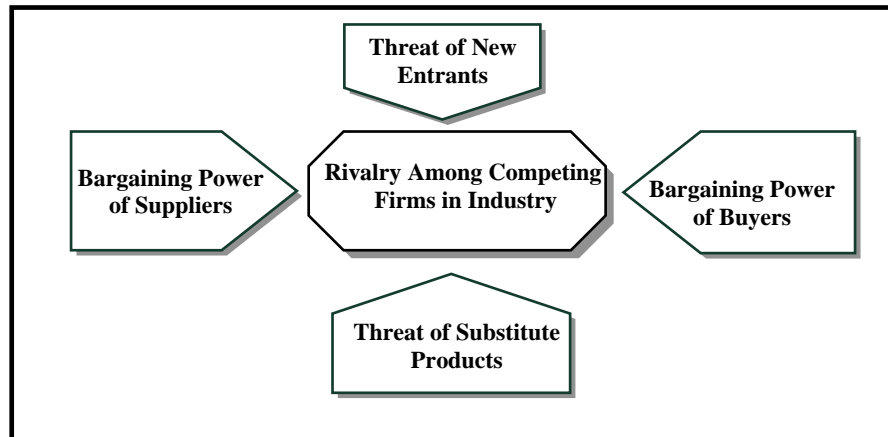 Threat of New
Entrants
Bargaining Power
of Suppliers
Rivalry Among Competing
Firms in Industry
Bargaining Power
of Buyers
Threat of Substitute
Products